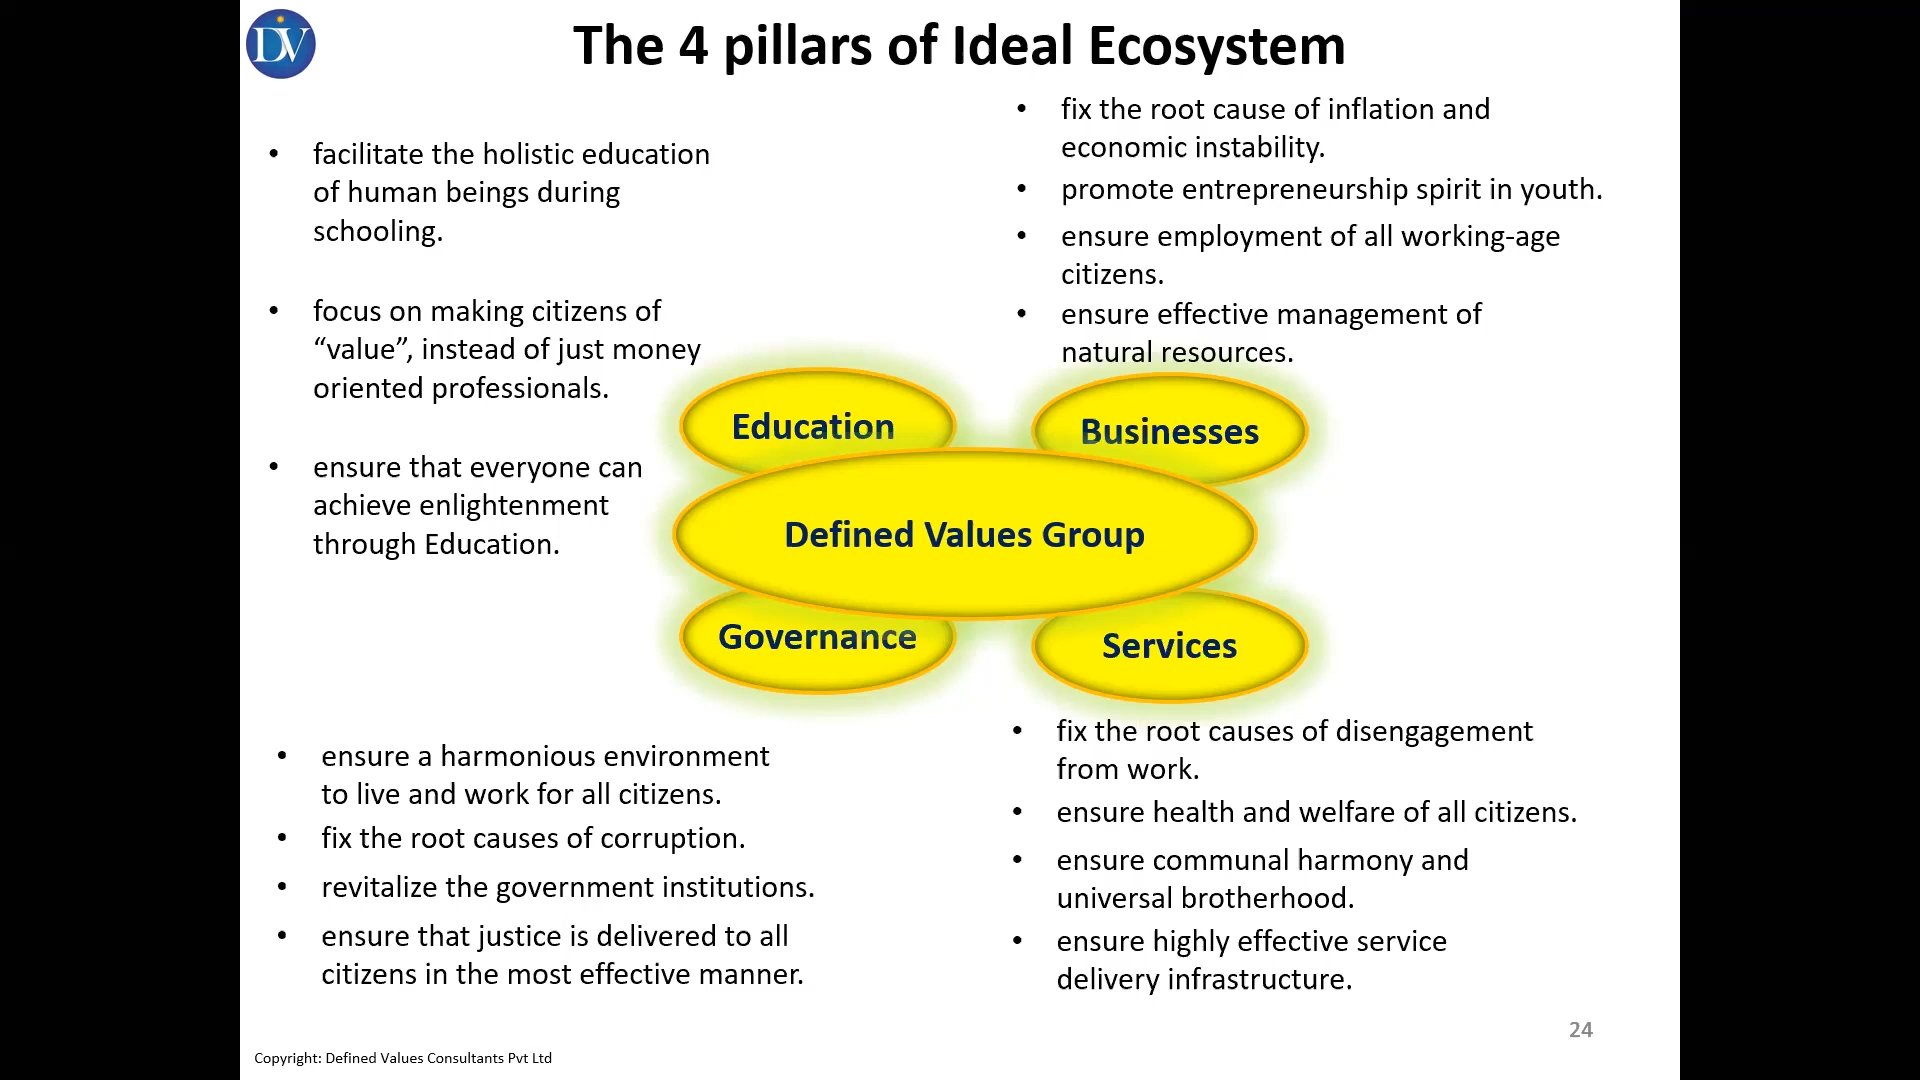 DV
The 4 pillars of Ideal Ecosystem
• facilitate the holistic education
of human beings during
schooling.
• focus on making citizens of
“value”, instead of just money
oriented professionals.
• ensure that everyone can
achieve enlightenment
through Education.
• fix the root cause of inflation and
economic instability.
• promote entrepreneurship spirit in youth.
• ensure employment of all working-age
citizens.
• ensure effective management of
natural resources.
Education
Businesses
Defined Values Group
Governance
Services
• ensure a harmonious environment
to live and work for all citizens.
• fix the root causes of corruption.
• revitalize the government institutions.
• ensure that justice is delivered to all
citizens in the most effective manner.
• fix the root causes of disengagement
from work.
• ensure health and welfare of all citizens.
• ensure communal harmony and
universal brotherhood.
• ensure highly effective service
delivery infrastructure.
24
Copyright: Defined Values Consultants Pvt Ltd